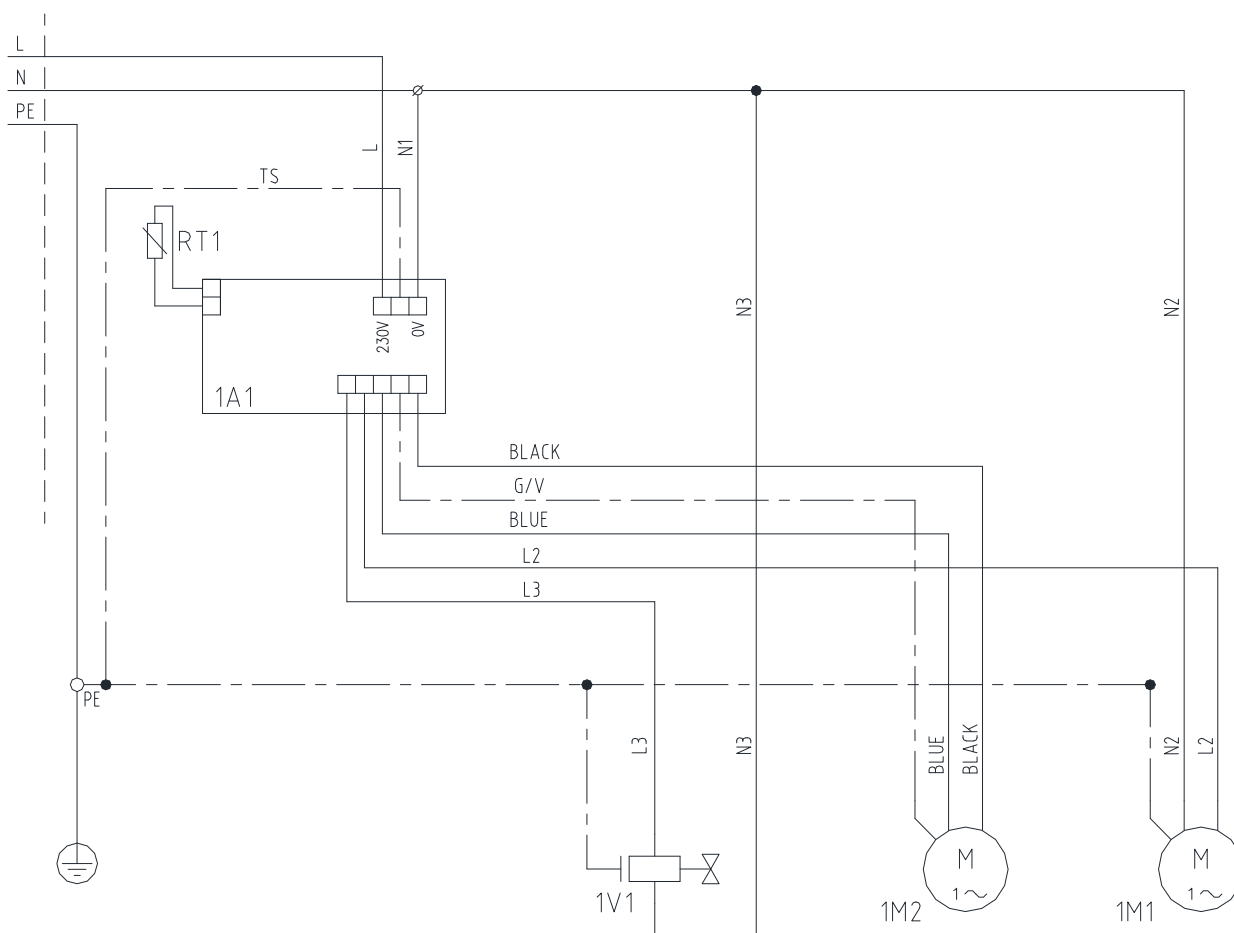 L
N
PE
L
N1
TS
RT1
230V
0V
N3
N2
1A1
BLACK
G/V
BLUE
L2
L3
PE
L3
N3
BLUE
BLACK
N2
L2
M
1~
M
1~
1V1
1M2
1M1